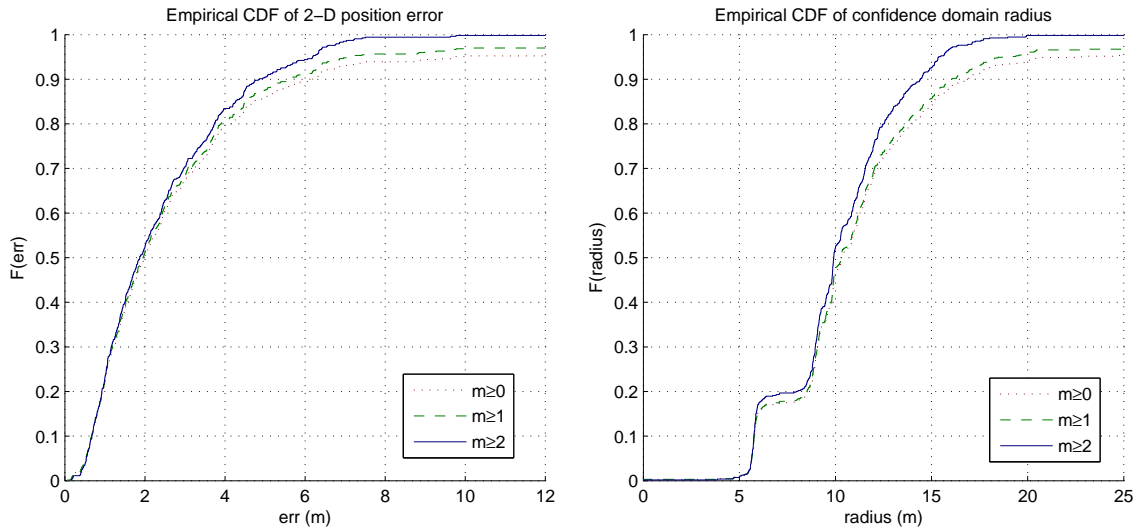 Empirical CDF of 2−D position error
1
0.9
0.8
0.7
0.6
0.5
0.4
0.3
0.2
0.1
0
F(err)
0 2 4 6 8 10 12
err (m)
m≥0
m≥1
m≥2
Empirical CDF of confidence domain radius
1
0.9
0.8
0.7
0.6
0.5
0.4
0.3
0.2
0.1
0
F(radius)
0 5 10 15 20 25
radius (m)
m≥0
m≥1
m≥2